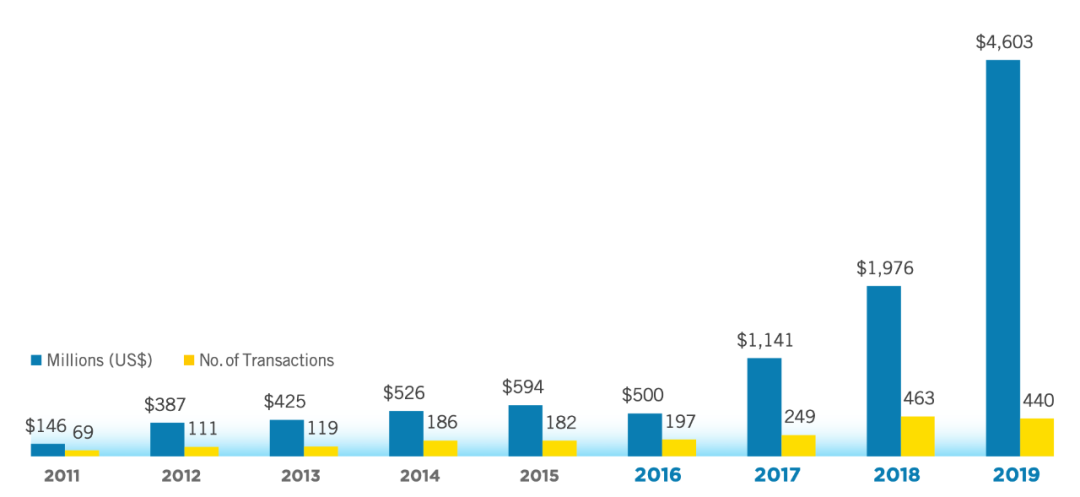 $4,603
$1,976
$1,141
Millions (US$) No. of Transactions
$146 69 $387 111 $425 119 $526 186 $594 182 $500 197 249 463 440
2011 2012 2013 2014 2015 2016 2017 2018 2019